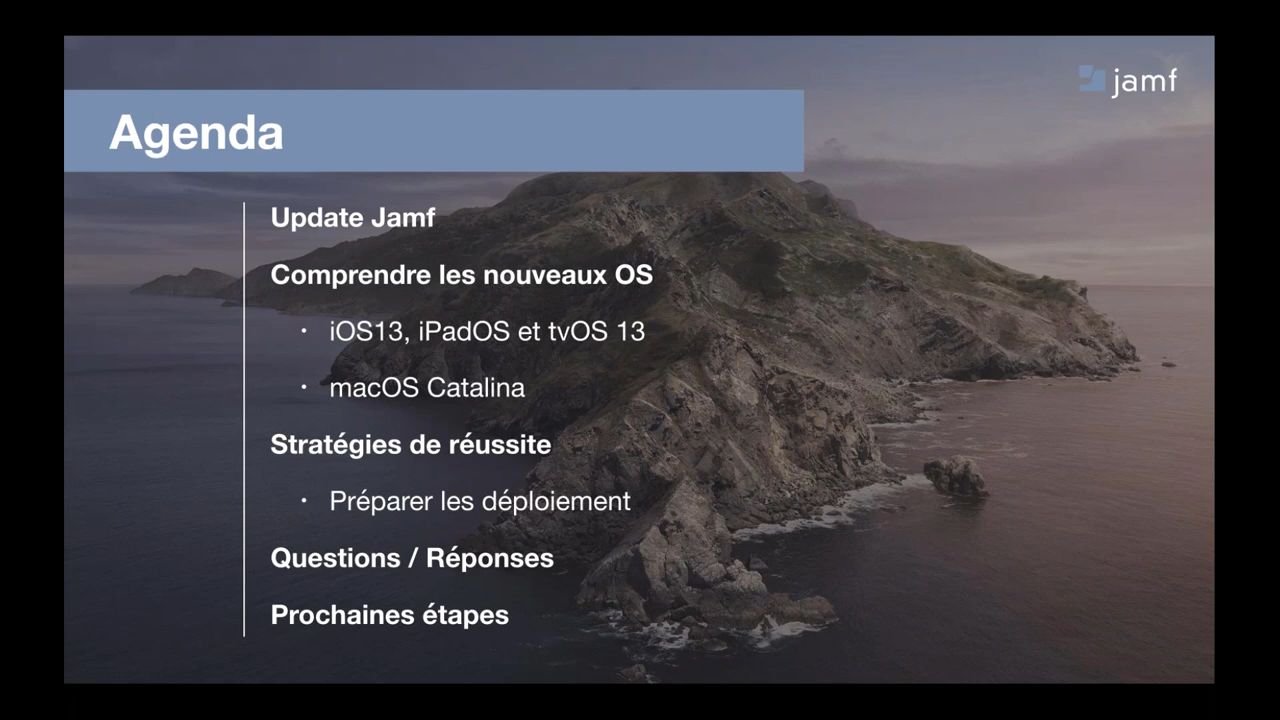 jamf
Agenda
Update Jamf
Comprendre les nouveaux OS
• iOS13, iPadOS et tvOS 13
• macOS Catalina
Stratégies de réussite
• Préparer les déploiement
Questions / Réponses
Prochaines étapes